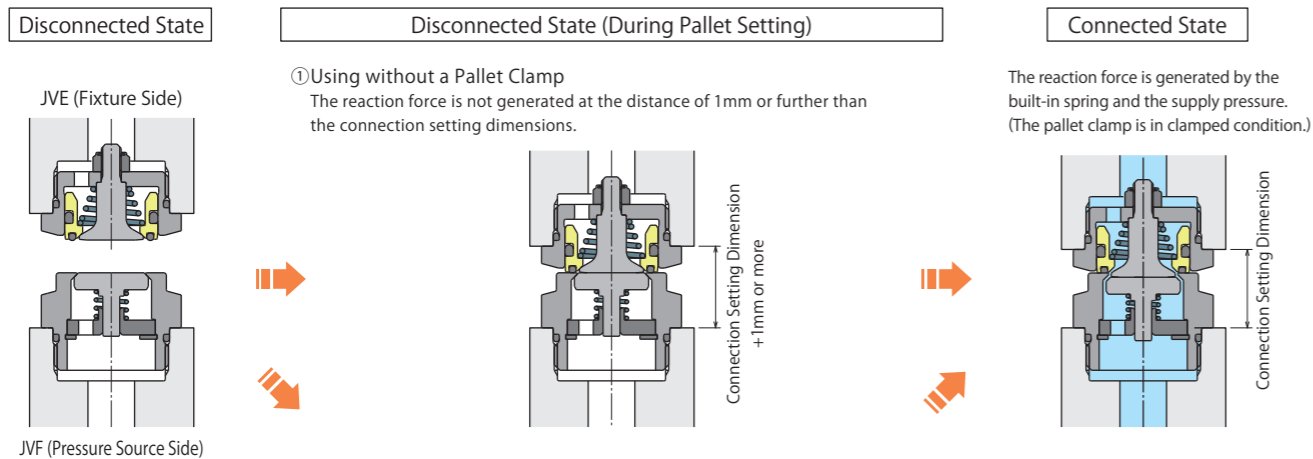 Disconnected State
Disconnected State (During Pallet Setting)
Connected State
JVE (Fixture Side)
①Using without a Pallet Clamp
The reaction force is not generated at the distance of 1mm or further than
the connection setting dimensions.
The reaction force is generated by the
built-in spring and the supply pressure.
(The pallet clamp is in clamped condition.)
Connection Setting Dimension
+1mm or more
Connection Setting Dimension
JVF (Pressure Source Side)